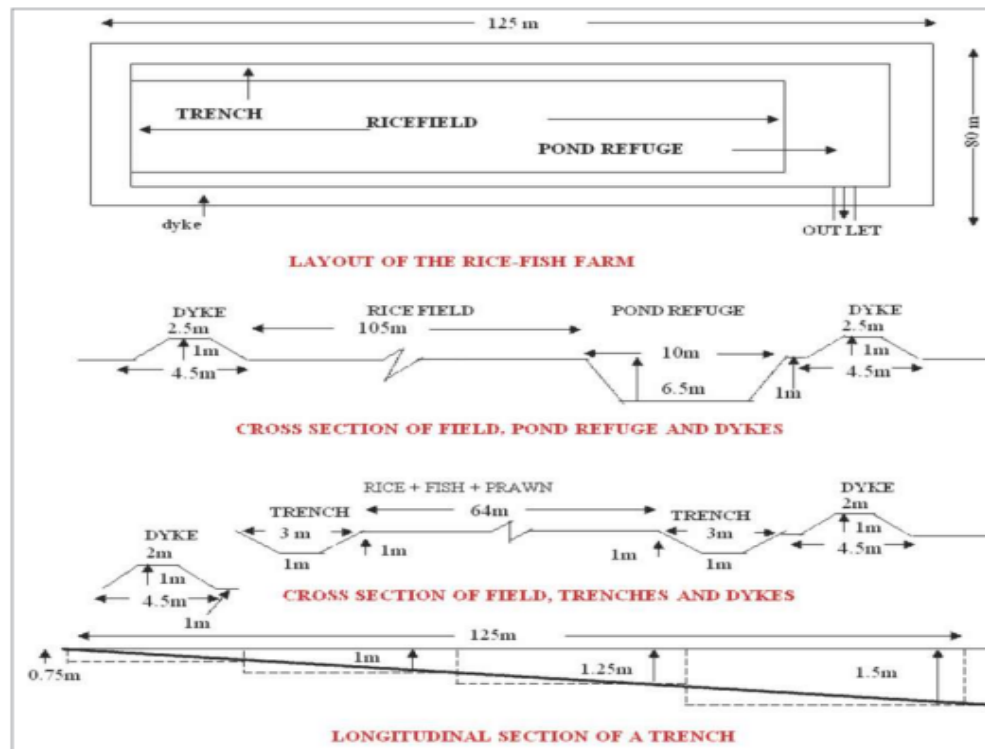 125 m
TRENCH
RICEFIELD
POND REFUGE
80 m
dyke
OUT LET
LAYOUT OF THE RICE-FISH FARM
DYKE RICE FIELD POND REFUGE DYKE
2.5m 105m 2.5m
1m 10m 1m
4.5m 6.5m 1m 4.5m
CROSS SECTION OF FIELD, POND REFUGE AND DYKES
RICE + FISH + PRAWN
DYKE
TRENCH 64m TRENCH 2m
3 m 3m 1m
DYKE 1m 1m 4.5m
2m 1m 1m
1m
4.5m CROSS SECTION OF FIELD, TRENCHES AND DYKES
1m
125m
0.75m 1m 1.25m 1.5m
LONGITUDINAL SECTION OF A TRENCH